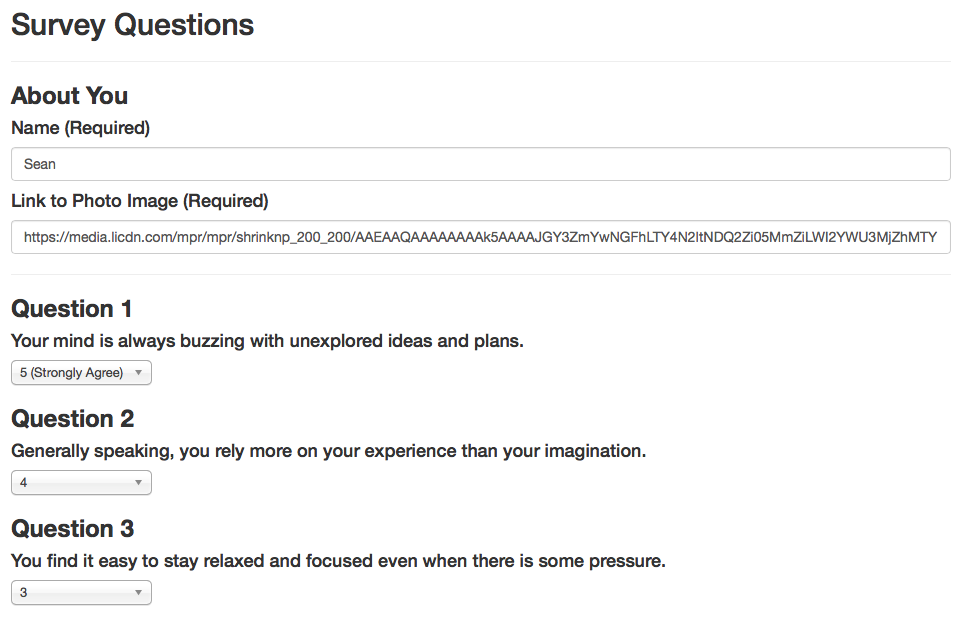 Survey Questions
About You
Name (Required)
Sean
Link to Photo Image (Required)
https://media.licdn.com/mpr/mpr/shrinknp_200_200/AAEAAQAAAAAAAAk5AAAAJGY3ZmYwNGFhLTY4N2ItNDQ2Zi05MmZiLWI2YWU3MjZhMTY
Question 1
Your mind is always buzzing with unexplored ideas and plans.
5 (Strongly Agree)
Question 2
Generally speaking, you rely more on your experience than your imagination.
4
Question 3
You find it easy to stay relaxed and focused even when there is some pressure.
3